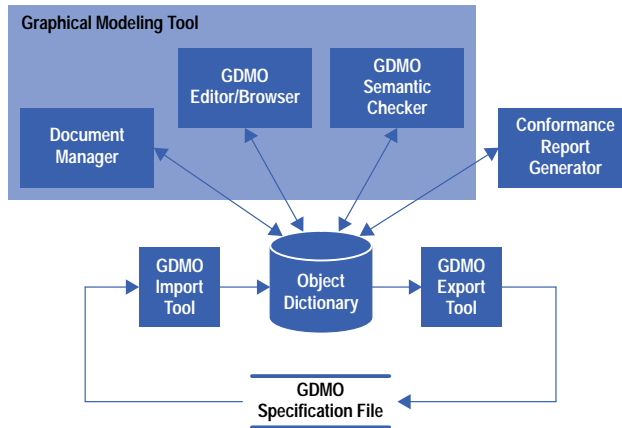 Graphical Modeling Tool
GDMO
Editor/Browser
GDMO
Semantic
Checker
Document
Manager
Conformance
Report
Generator
GDMO
Import
Tool
Object
Dictionary
GDMO
Export
Tool
GDMO
Specification File